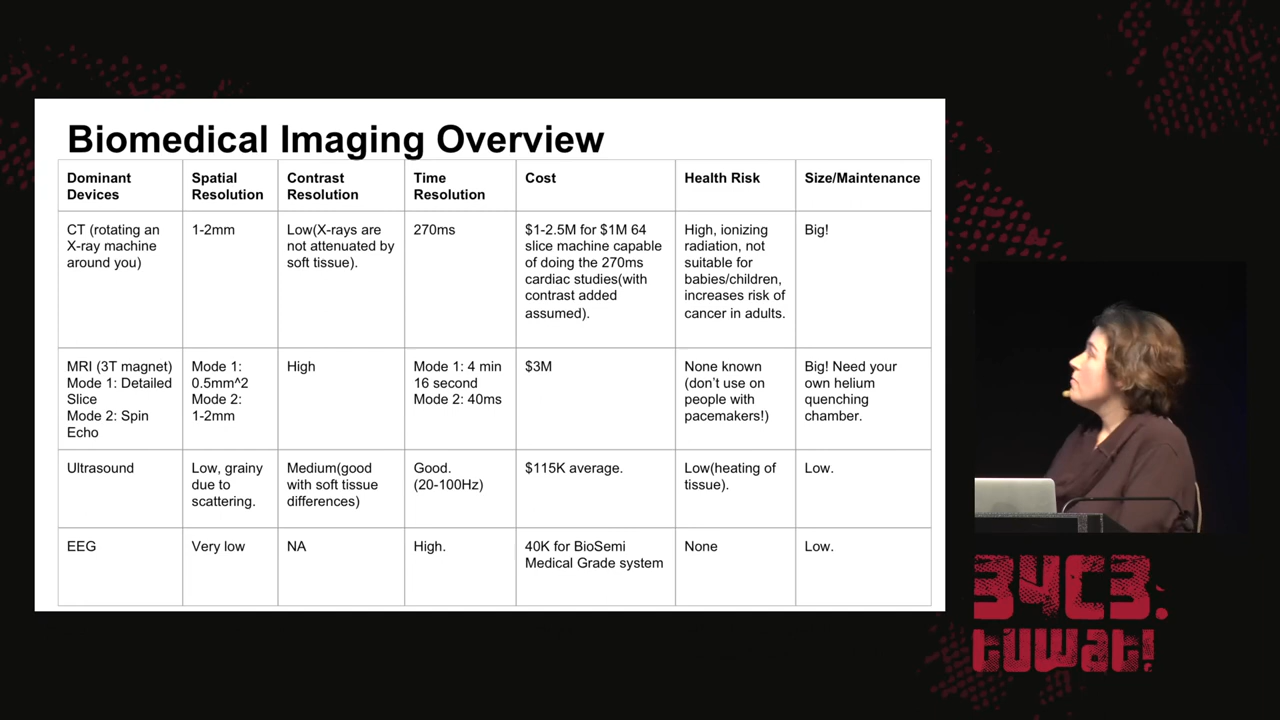 Biomedical Imaging Overview
Dominant Devices
Spatial Resolution
Contrast Resolution
Time Resolution
Cost
Health Risk
Size/Maintenance
CT (rotating an
X-ray machine
around you)
1-2mm
Low(X-rays are
not attenuated by
soft tissue).
270ms
$1-2.5M for $1M 64
slice machine capable
of doing the 270ms
cardiac studies(with
contrast added
assumed).
High, ionizing
radiation, not
suitable for
babies/children,
increases risk of
cancer in adults.
Big!
MRI (3T magnet)
Mode 1: Detailed
Slice
Mode 2: Spin
Echo
Mode 1:
0.5mm^2
Mode 2:
1-2mm
High
Mode 1: 4 min
16 second
Mode 2: 40ms
$3M
None known
(don't use on
people with
pacemakers!)
Big! Need your
own helium
quenching
chamber.
Ultrasound
Low, grainy
due to
scattering.
Medium(good
with soft tissue
differences)
Good.
(20-100Hz)
$115K average.
Low(heating of
tissue).
Low.
EEG
Very low
NA
High.
40K for BioSemi
Medical Grade system
None
Low.
34C3.
tuwat!